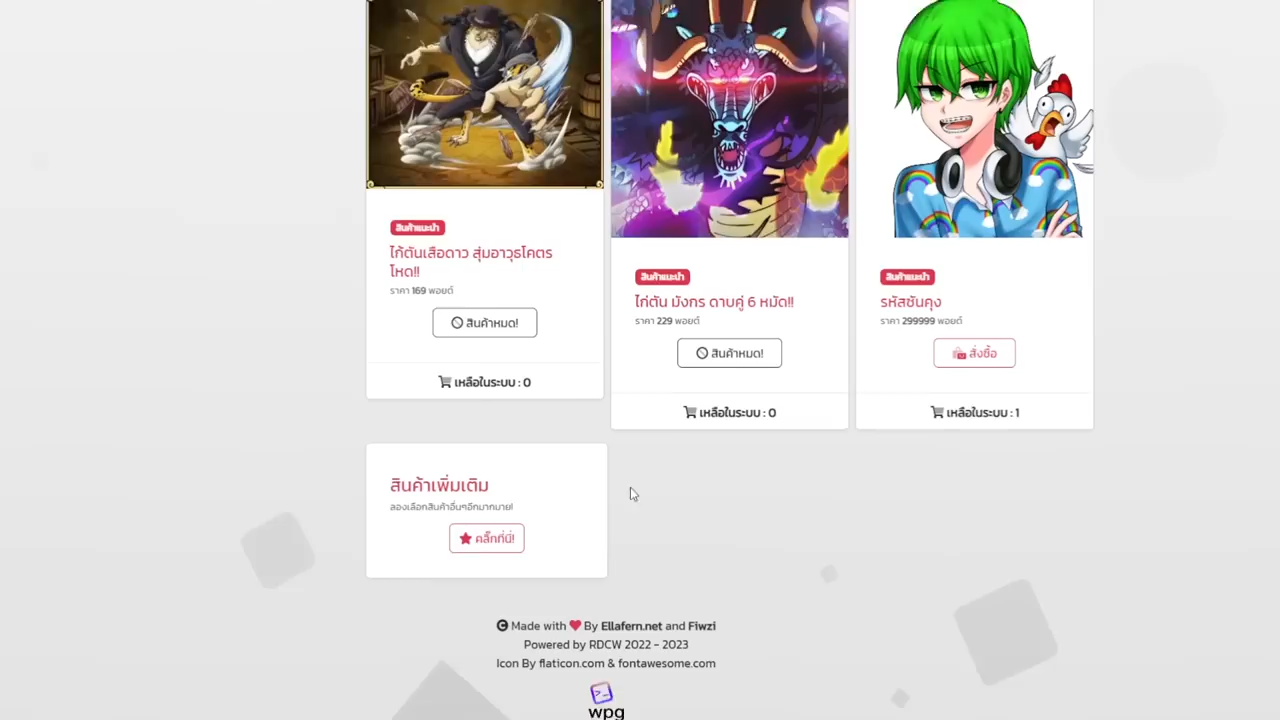 สินค้าแนะนำ
ไก้ตันเสือดาว สุ่มอาวุธโคตร
โหด!!
ราคา 169 พอยต์
สินค้าหมด!
เหลือในระบบ : 0
สินค้าแนะนำ
ไก่ตัน มังกร ดาบคู่ 6 หมัด!!
ราคา 229 พอยต์
สินค้าหมด!
เหลือในระบบ : 0
สินค้าแนะนำ
รหัสซันคุง
ราคา 299999 พอยต์
สั่งซื้อ
เหลือในระบบ : 1
สินค้าเพิ่มเติม
ลองเลือกสินค้าอื่นๆอีกมากมาย!
คลิ๊กที่นี่!
Made with By Ellafern.net and Fiwzi
Powered by RDCW 2022 - 2023
Icon By flaticon.com & fontawesome.com
wpg